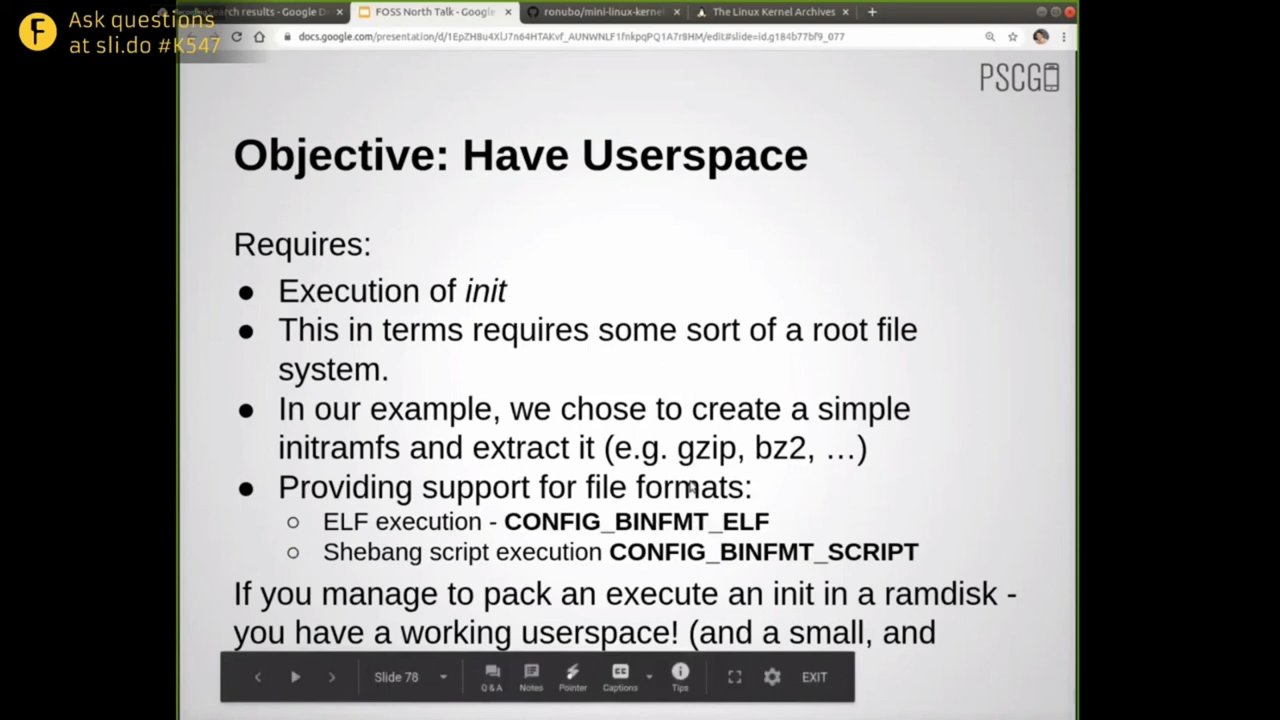 F Ask questions
at sli.do #K547
Search results - Google D
FOSS North Talk - Google
ronubo/mini-linux-kernel
The Linux Kernel Archives
docs.google.com/presentation/d/1EpZH8u4XlJ7n64HTAKvf_AUNWNLF1fnkpqPQ1A7r8HM/edit#slide=id.g184b77bf9_077
PSCG
Objective: Have Userspace
Requires:
● Execution of init
● This in terms requires some sort of a root file
system.
● In our example, we chose to create a simple
initramfs and extract it (e.g. gzip, bz2, …)
● Providing support for file formats:
○ ELF execution - CONFIG_BINFMT_ELF
○ Shebang script execution CONFIG_BINFMT_SCRIPT
If you manage to pack an execute an init in a ramdisk -
you have a working userspace! (and a small, and
Slide 78 Q & A Notes Pointer Captions Tips EXIT